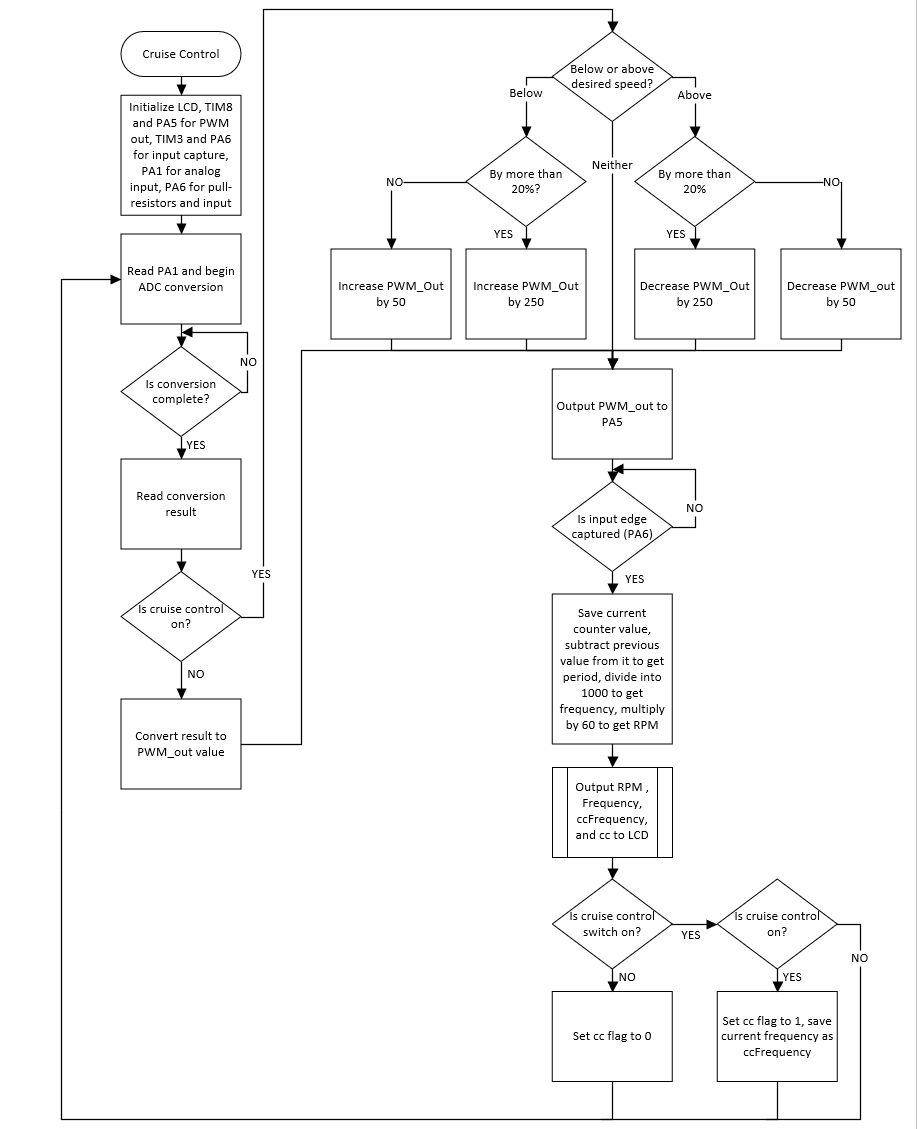 Cruise Control
Initialize LCD, TIM8
and PA5 for PWM
out, TIM3 and PA6
for input capture,
PA1 for analog
input, PA6 for pull-
resistors and input
Read PA1 and begin
ADC conversion
NO
Is conversion
complete?
YES
Read conversion
result
YES
Is cruise control
on?
NO
Convert result to
PWM_out value
Below or above
desired speed?
Below
Above
Neither
By more than
20%?
By more than
20%
NO
YES
YES
NO
Increase PWM_Out
by 50
Increase PWM_Out
by 250
Decrease PWM_Out
by 250
Decrease PWM_out
by 50
Output PWM_out to
PA5
NO
Is input edge
captured (PA6)
YES
Save current
counter value,
subtract previous
value from it to get
period, divide into
1000 to get
frequency, multiply
by 60 to get RPM
Output RPM ,
Frequency,
ccFrequency,
and cc to LCD
Is cruise control
switch on?
YES
Is cruise control
on?
NO
NO
YES
Set cc flag to 0
Set cc flag to 1, save
current frequency as
ccFrequency